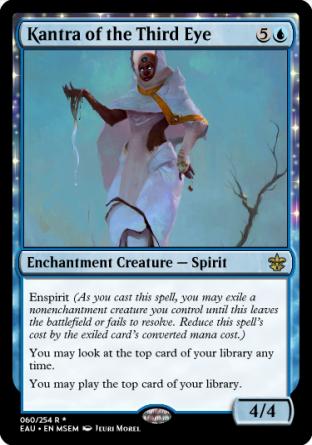 Kantra of the Third Eye 5
Enchantment Creature — Spirit
Enspirit (As you cast this spell, you may exile a
nonenchantment creature you control until this leaves
the battlefield or fails to resolve. Reduce this spell's
cost by the exiled card's converted mana cost.)
You may look at the top card of your library any
time.
You may play the top card of your library.
4/4
060/254 R *
EAU • EN MSEM Jeuri Morel